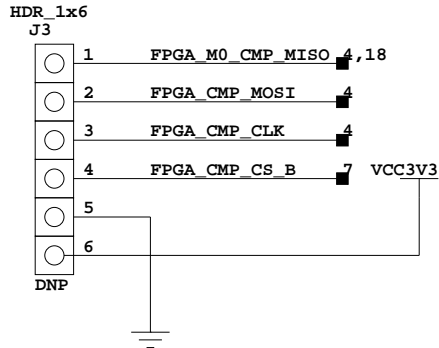 HDR_1x6
J3
1 FPGA_M0_CMP_MISO 4,18
2 FPGA_CMP_MOSI 4
3 FPGA_CMP_CLK 4
4 FPGA_CMP_CS_B 7 VCC3V3
5
6
DNP